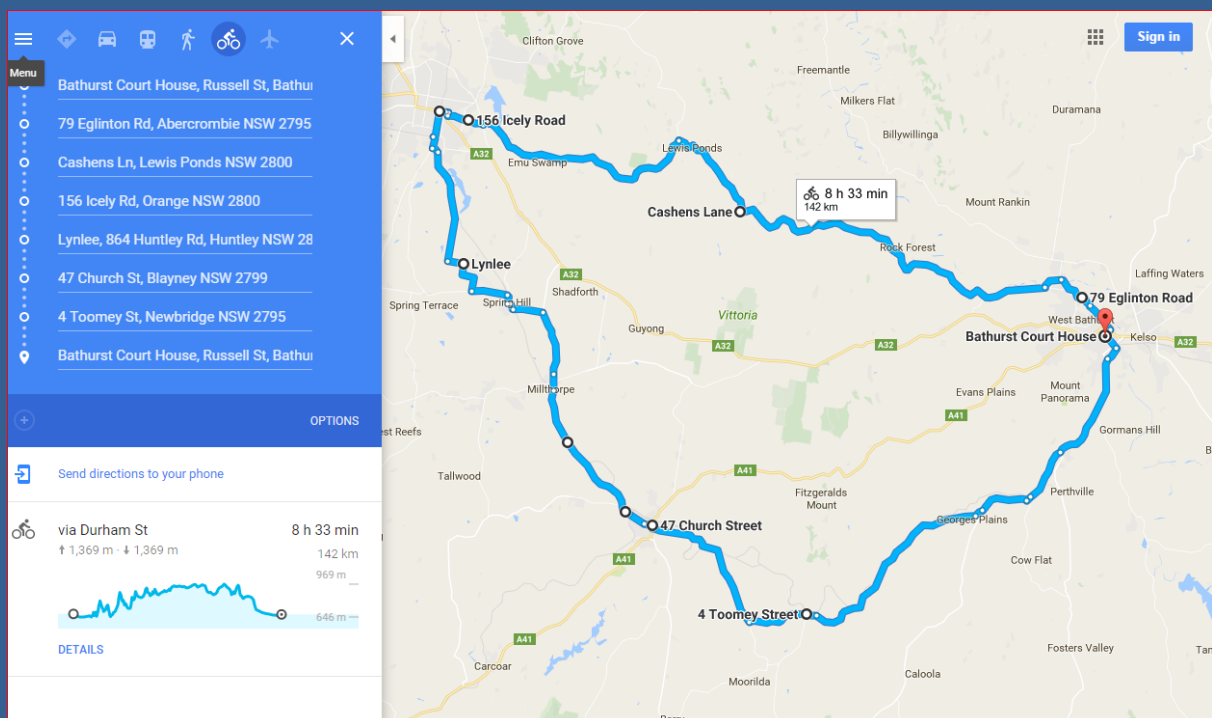 Menu
Bathurst Court House, Russell St, Bathur
79 Eglinton Rd, Abercrombie NSW 2795
Cashens Ln, Lewis Ponds NSW 2800
156 Icely Rd, Orange NSW 2800
Lynlee, 864 Huntley Rd, Huntley NSW 28
47 Church St, Blayney NSW 2799
4 Toomey St, Newbridge NSW 2795
Bathurst Court House, Russell St, Bathur
OPTIONS
Send directions to your phone
via Durham St
8 h 33 min
1,369 m · 1,369 m
142 km
969 m
646 m
DETAILS
Sign in
Clifton Grove
Freemantle
Milkers Flat
Duramana
156 Icely Road
Billywillinga
A32
Emu Swamp
Lewis Ponds
8 h 33 min
142 km
Mount Rankin
Cashens Lane
Rock Forest
Lynlee
A32
Laffing Waters
Shadforth
Spring Terrace
Spring Hill
79 Eglinton Road
Vittoria
West Bathurst
Guyong
Bathurst Court House
Kelso
A32
A32
A32
Millthorpe
Mount
Panorama
Evans Plains
A41
st Reefs
Gormans Hill
Tallwood
A41
Fitzgeralds
Mount
Perthville
47 Church Street
Georges Plains
A41
Cow Flat
4 Toomey Street
A41
Fosters Valley
Tan
Carcoar
Caloola
Moorilda